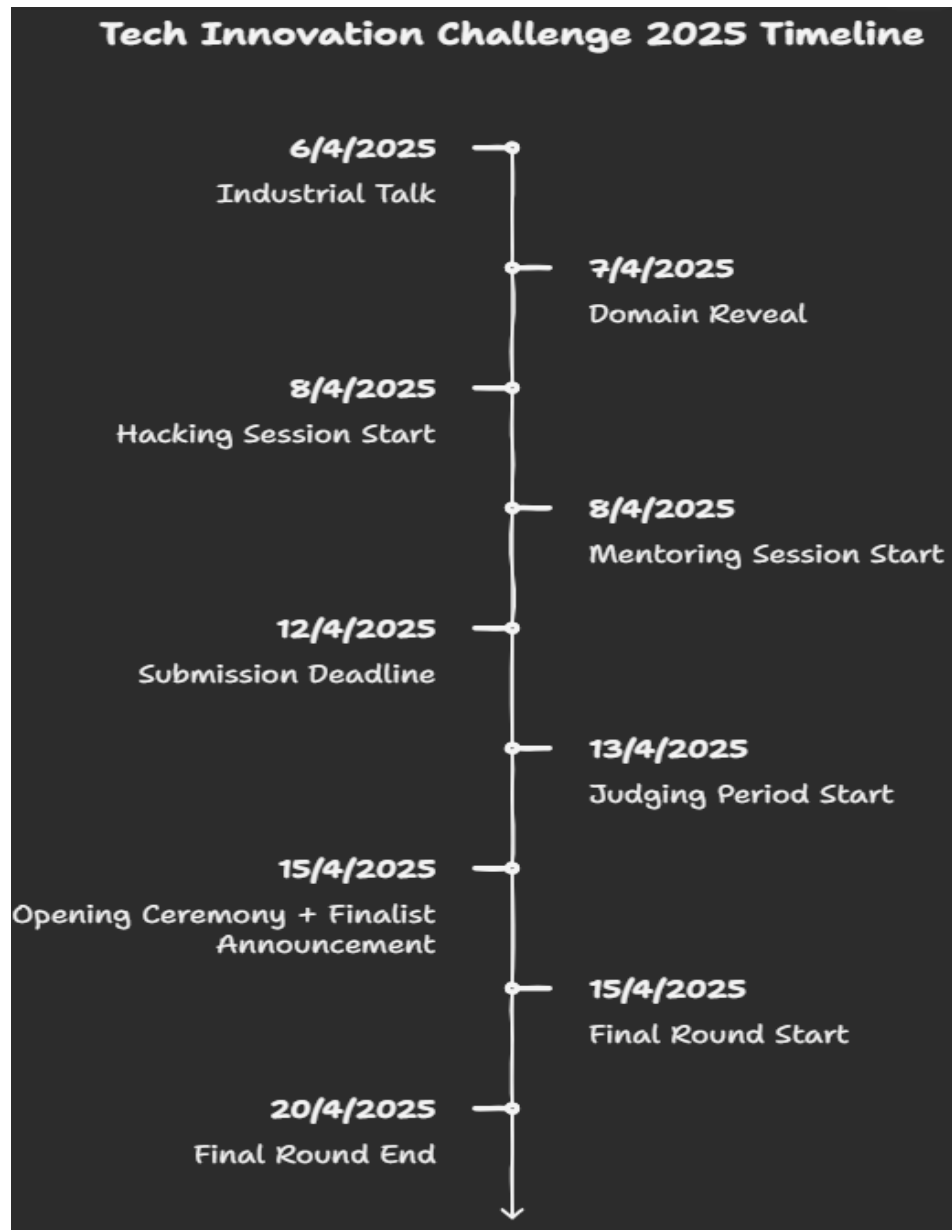 Tech Innovation Challenge 2025 Timeline
6/4/2025
Industrial Talk
7/4/2025
Domain Reveal
8/4/2025
Hacking Session Start
8/4/2025
Mentoring Session Start
12/4/2025
Submission Deadline
13/4/2025
Judging Period Start
15/4/2025
Opening Ceremony + Finalist
Announcement
15/4/2025
Final Round Start
20/4/2025
Final Round End